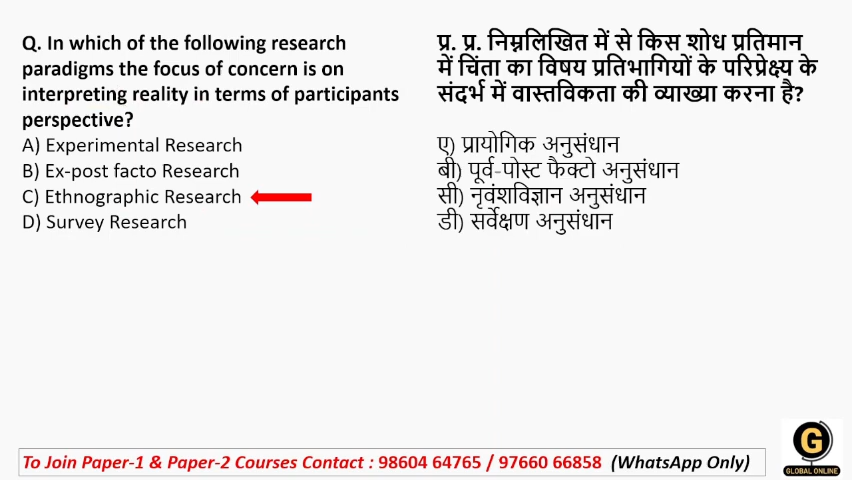 Q. In which of the following research
paradigms the focus of concern is on
interpreting reality in terms of participants
perspective?
A) Experimental Research
B) Ex-post facto Research
C) Ethnographic Research
D) Survey Research
प्र. प्र. निम्नलिखित में से किस शोध प्रतिमान
में चिंता का विषय प्रतिभागियों के परिप्रेक्ष्य के
संदर्भ में वास्तविकता की व्याख्या करना है?
ए) प्रायोगिक अनुसंधान
बी) पूर्व-पोस्ट फैक्टो अनुसंधान
सी) नृवंशविज्ञान अनुसंधान
डी) सर्वेक्षण अनुसंधान
G
GLOBAL ONLINE
To Join Paper-1 & Paper-2 Courses Contact : 98604 64765 / 97660 66858 (WhatsApp Only)